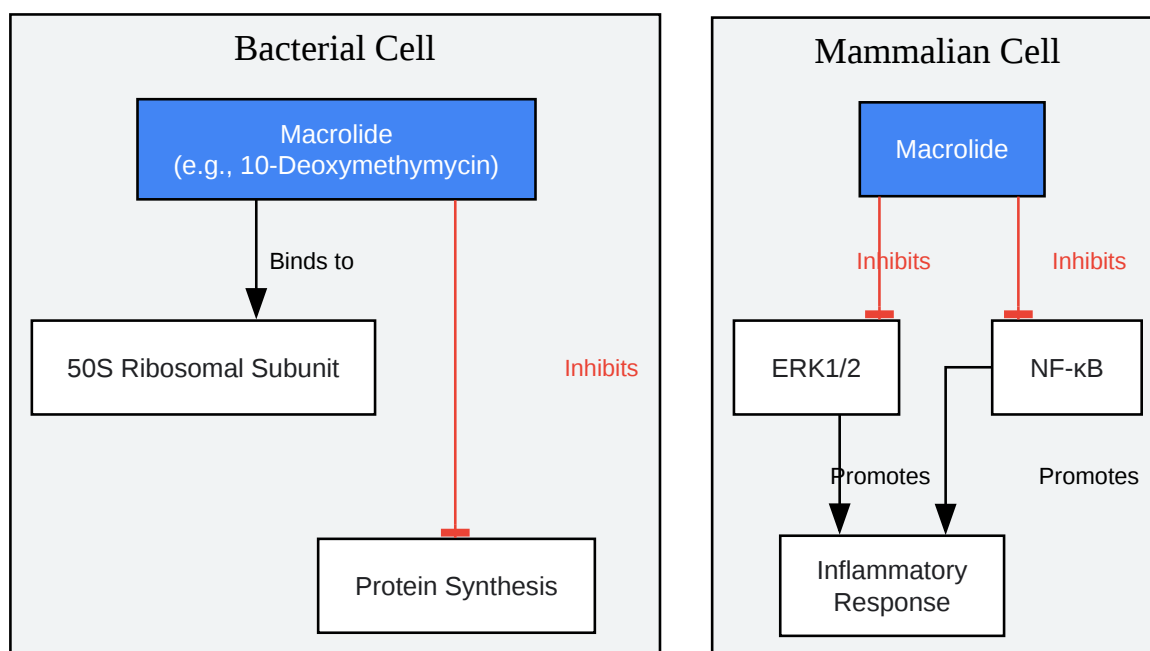 Bacterial Cell
Macrolide
(e.g., 10-Deoxymethymycin)
Binds to
50S Ribosomal Subunit
Inhibits
Protein Synthesis
Mammalian Cell
Macrolide
Inhibits
Inhibits
ERK1/2
NF-κB
Promotes
Promotes
Inflammatory
Response